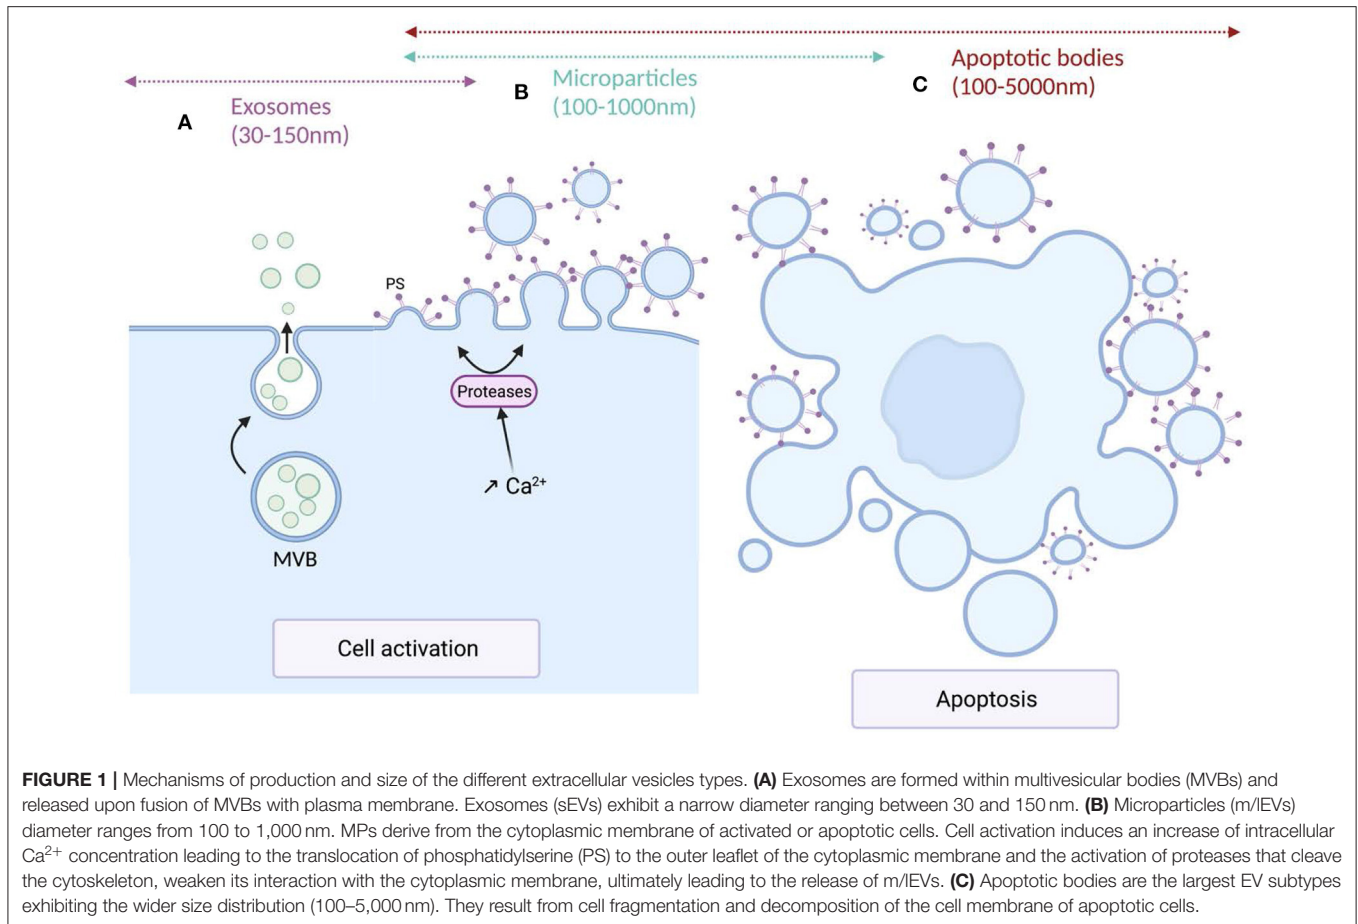 Apoptotic bodies
(100-5000nm)
C
Microparticles
(100-1000nm)
B
Exosomes
(30-150nm)
A
PS
Proteases
↗ Ca²⁺
MVB
Cell activation
Apoptosis
FIGURE 1 | Mechanisms of production and size of the different extracellular vesicles types. (A) Exosomes are formed within multivesicular bodies (MVBs) and
released upon fusion of MVBs with plasma membrane. Exosomes (sEVs) exhibit a narrow diameter ranging between 30 and 150 nm. (B) Microparticles (m/lEVs)
diameter ranges from 100 to 1,000 nm. MPs derive from the cytoplasmic membrane of activated or apoptotic cells. Cell activation induces an increase of intracellular
Ca²⁺ concentration leading to the translocation of phosphatidylserine (PS) to the outer leaflet of the cytoplasmic membrane and the activation of proteases that cleave
the cytoskeleton, weaken its interaction with the cytoplasmic membrane, ultimately leading to the release of m/lEVs. (C) Apoptotic bodies are the largest EV subtypes
exhibiting the wider size distribution (100–5,000 nm). They result from cell fragmentation and decomposition of the cell membrane of apoptotic cells.